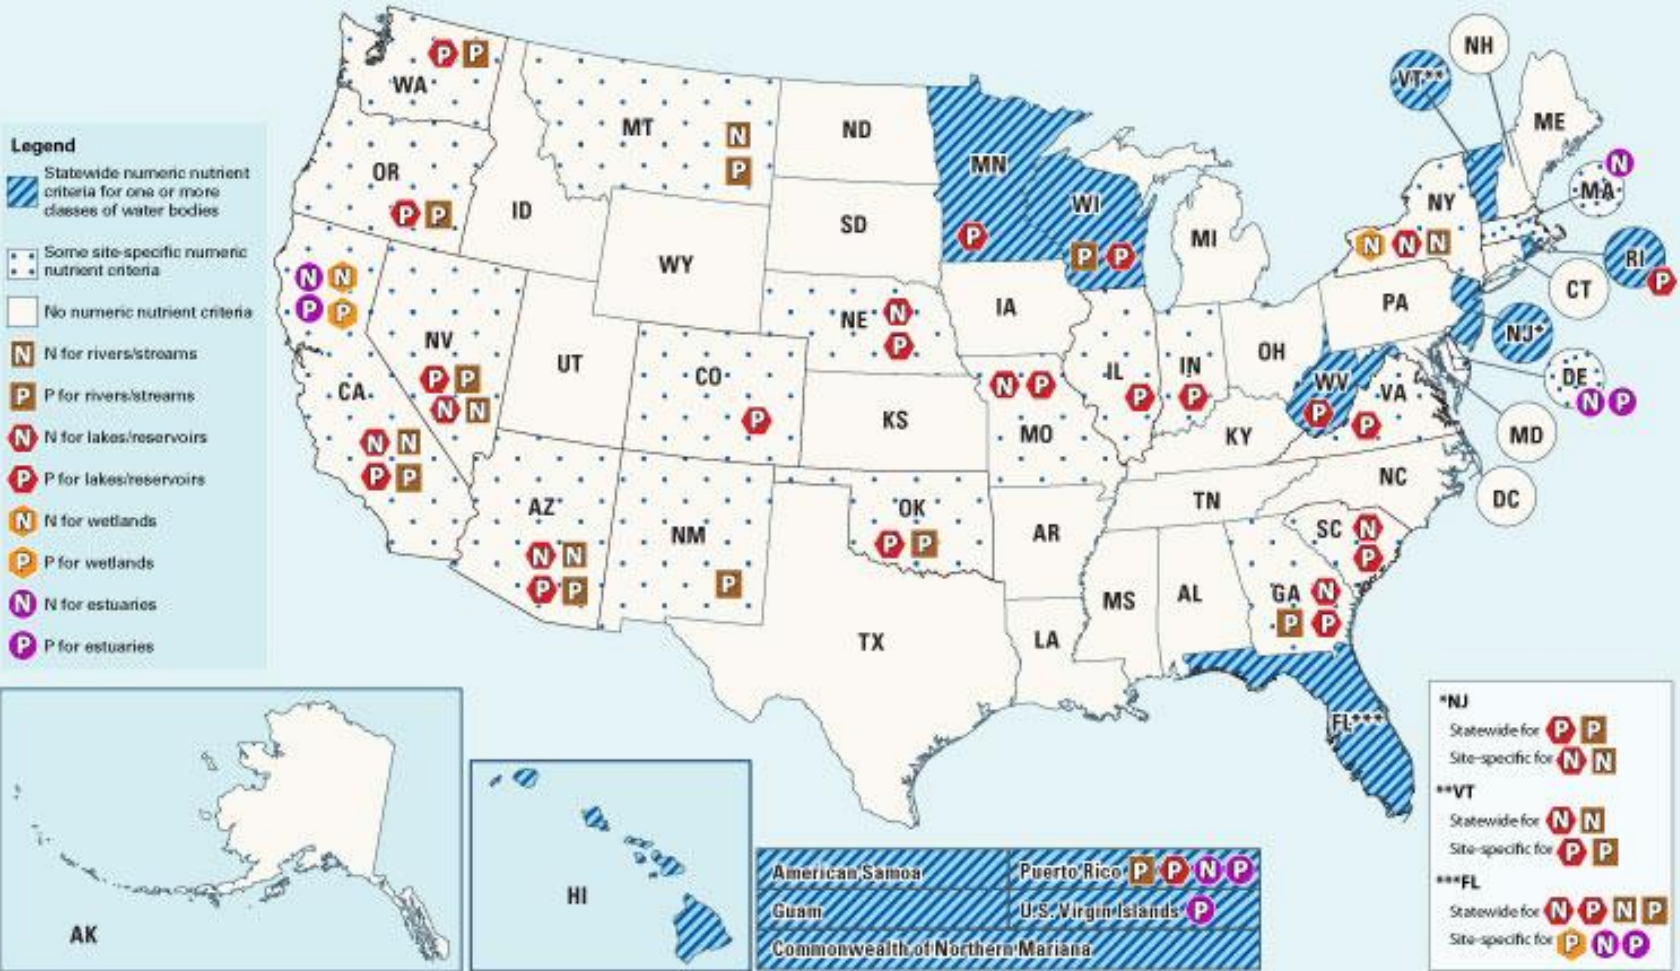 Legend
Statewide numeric nutrient
criteria for one or more
classes of water bodies
Some site-specific numeric
nutrient criteria
No numeric nutrient criteria
N N for rivers/streams
P P for rivers/streams
N N for lakes/reservoirs
P P for lakes/reservoirs
N N for wetlands
P P for wetlands
N N for estuaries
P P for estuaries
WA P P
OR P P
CA N N P P N N P P
NV P P N N
ID
MT N P
WY
UT
CO P
AZ N N P P
NM P
ND
SD
NE N P
KS
OK P P
TX
MN P
IA
MO N P
AR
LA
WI P P
IL P
MI
IN P
OH
KY
TN
MS
AL
GA N P P
FL***
SC N P
NC
VA P
WV P
PA
NY N N N
VT**
NH
ME
MA N
RI P
CT
NJ*
DE N P
MD
DC
AK
HI
American Samoa
Puerto Rico P P N P
Guam
U.S. Virgin Islands P
Commonwealth of Northern Mariana
*NJ
Statewide for P P
Site-specific for N N
**VT
Statewide for N N
Site-specific for P P
***FL
Statewide for N P N P
Site-specific for P N P